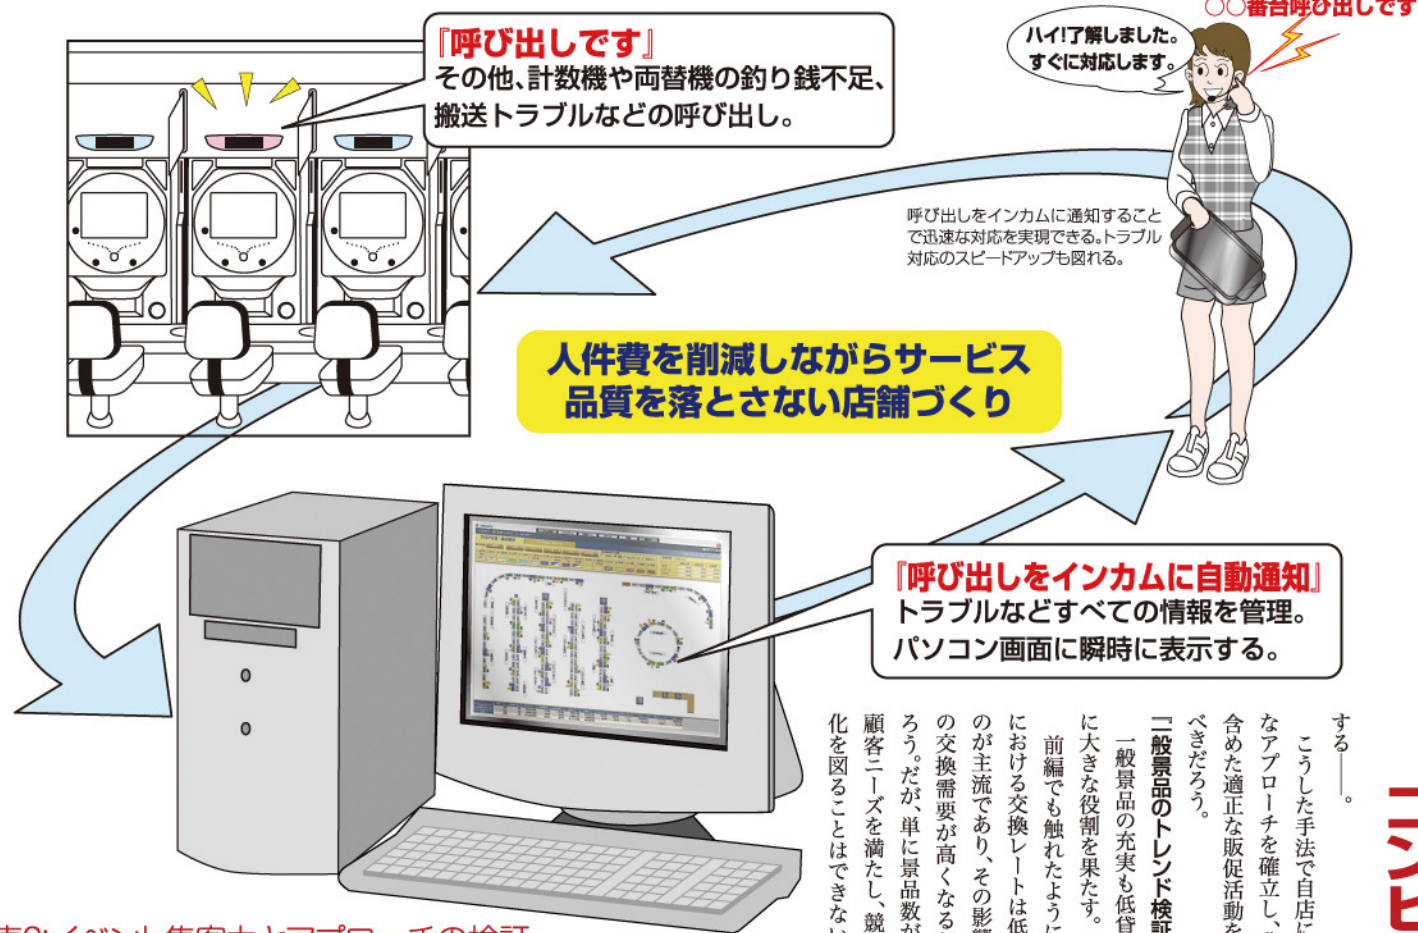 ○○番台呼び出しです
ハイ!了解しました。
すぐに対応します。
『呼び出しです』
その他、計数機や両替機の釣り銭不足、
搬送トラブルなどの呼び出し。
呼び出しをインカムに通知すること
で迅速な対応を実現できる。トラブル
対応のスピードアップも図れる。
人件費を削減しながらサービス
品質を落とさない店舗づくり
『呼び出しをインカムに自動通知』
トラブルなどすべての情報を管理。
パソコン画面に瞬時に表示する。
する――。
こうした手法で自店に
なアプローチを確立し、
含めた適正な販促活動を
べきだろう。
『一般景品のトレンド検証
一般景品の充実も低貸
に大きな役割を果たす。
前編でも触れたように
における交換レートは低
のが主流であり、その影響
の交換需要が高くなる
ろう。だが、単に景品数が
顧客ニーズを満たし、競
化を図ることはできない
イベント集客力とアプローチの検証